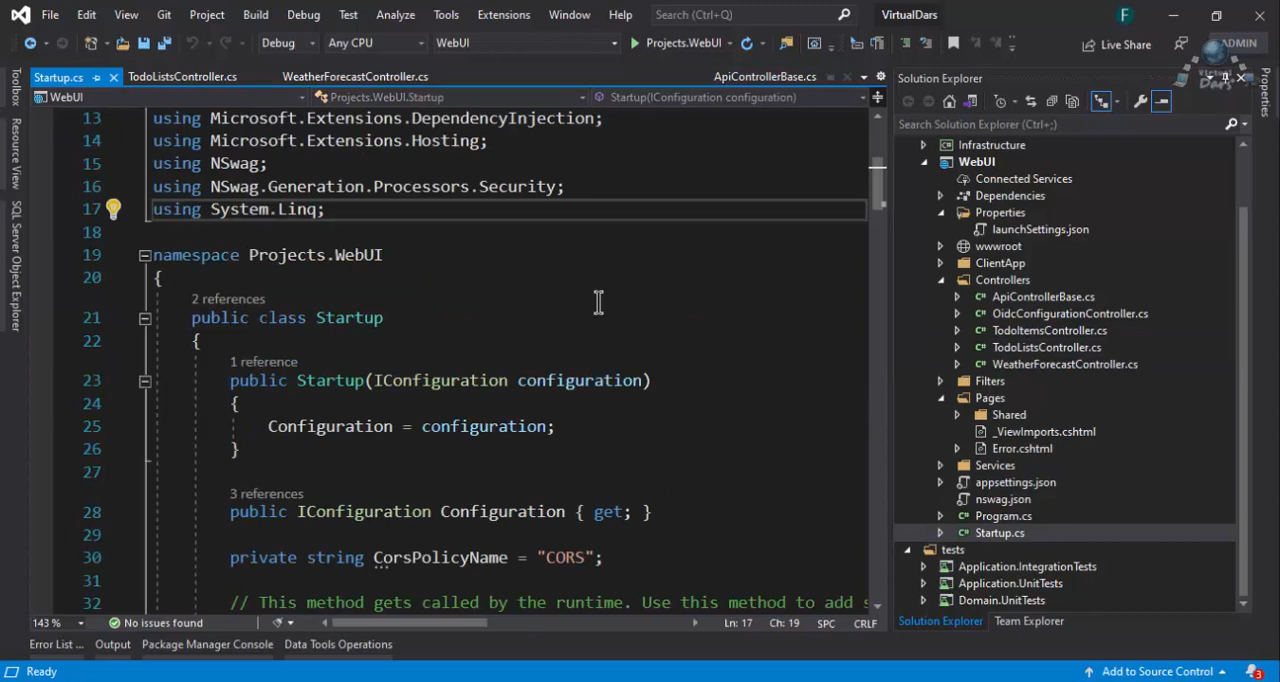 File Edit View Git Project Build Debug Test Analyze Tools Extensions Window Help Search (Ctrl+Q) VirtualDars F
Debug Any CPU WebUI Projects.WebUI Live Share ADMIN
Startup.cs TodoListsController.cs WeatherForecastController.cs ApiControllerBase.cs
WebUI Projects.WebUI.Startup Startup(IConfiguration configuration)
13 using Microsoft.Extensions.DependencyInjection;
14 using Microsoft.Extensions.Hosting;
15 using NSwag;
16 using NSwag.Generation.Processors.Security;
17 using System.Linq;
18
19 namespace Projects.WebUI
20 {
2 references
21 public class Startup
22 {
1 reference
23 public Startup(IConfiguration configuration)
24 {
25 Configuration = configuration;
26 }
27
3 references
28 public IConfiguration Configuration { get; }
29
30 private string CorsPolicyName = "CORS";
31
32 // This method gets called by the runtime. Use this method to add s
143 % No issues found Ln: 17 Ch: 19 SPC CRLF
Error List ... Output Package Manager Console Data Tools Operations
Toolbox
Resource View
SQL Server Object Explorer
Solution Explorer
Virtual Dars
Search Solution Explorer (Ctrl+;)
Infrastructure
WebUI
Connected Services
Dependencies
Properties
launchSettings.json
wwwroot
ClientApp
Controllers
ApiControllerBase.cs
OidcConfigurationController.cs
TodoItemsController.cs
TodoListsController.cs
WeatherForecastController.cs
Filters
Pages
Shared
_ViewImports.cshtml
Error.cshtml
Services
appsettings.json
nswag.json
Program.cs
Startup.cs
tests
Application.IntegrationTests
Application.UnitTests
Domain.UnitTests
Solution Explorer Team Explorer
Properties
Ready Add to Source Control 3